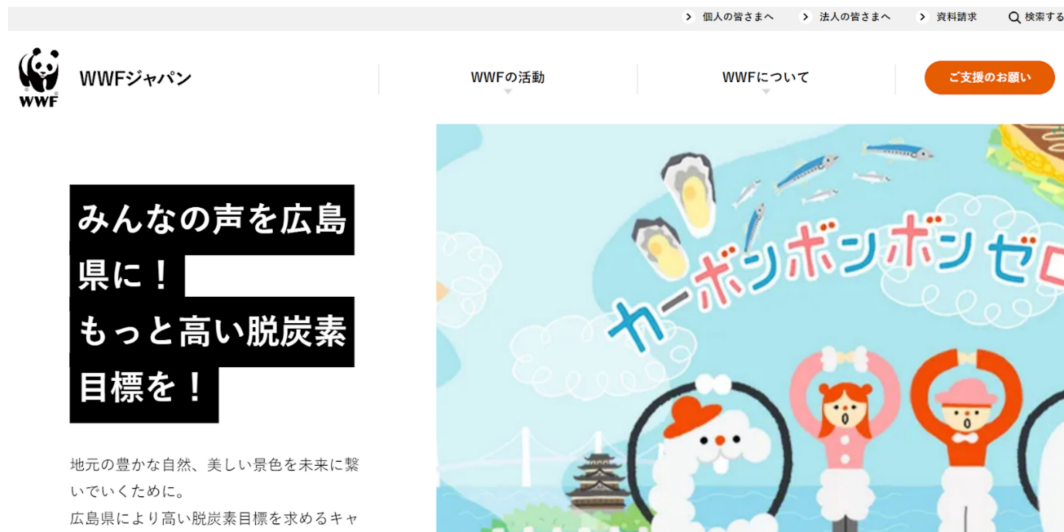 個人の皆さまへ
法人の皆さまへ
資料請求
検索する
WWF
WWFジャパン
WWFの活動
WWFについて
ご支援のお願い
みんなの声を広島
県に！
もっと高い脱炭素
目標を！
地元の豊かな自然、美しい景色を未来に繋
いでいくために。
広島県により高い脱炭素目標を求めるキャ
カーボンボンボンゼロ